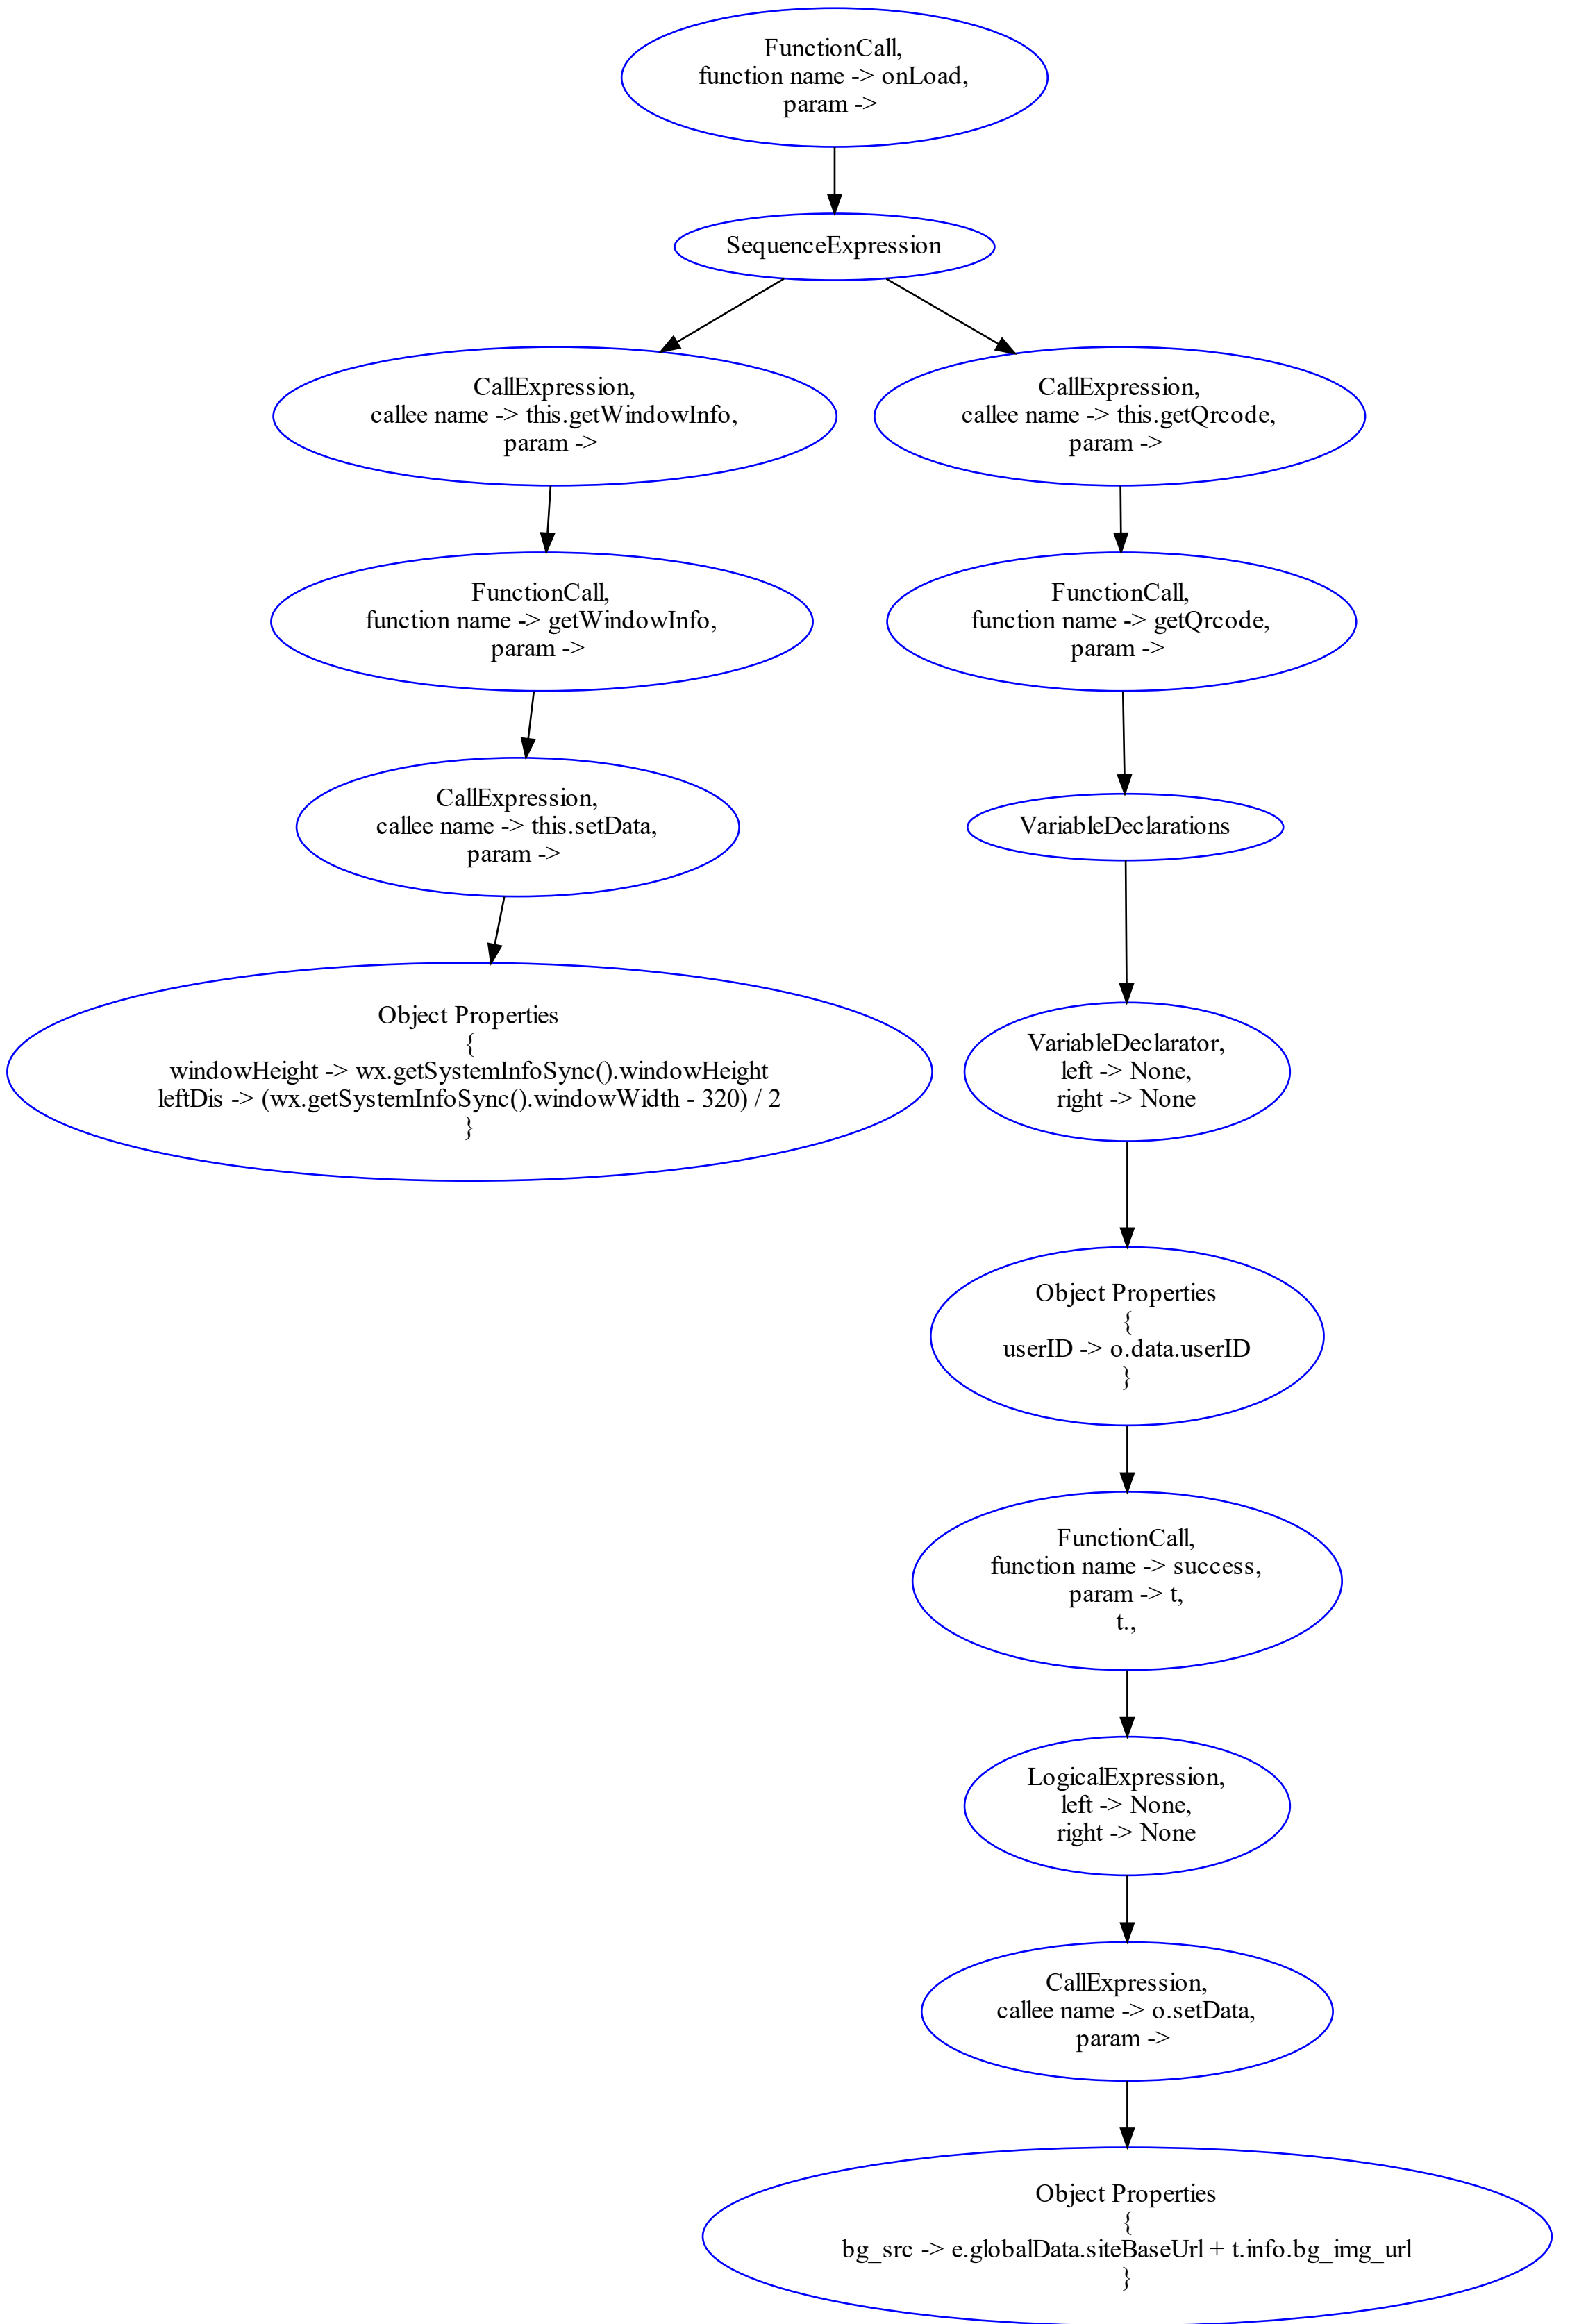 FunctionCall,
function name -> onLoad,
param ->
SequenceExpression
CallExpression,
callee name -> this.getWindowInfo,
param ->
CallExpression,
callee name -> this.getQrcode,
param ->
FunctionCall,
function name -> getWindowInfo,
param ->
FunctionCall,
function name -> getQrcode,
param ->
CallExpression,
callee name -> this.setData,
param ->
VariableDeclarations
Object Properties
{
windowHeight -> wx.getSystemInfoSync().windowHeight
leftDis -> (wx.getSystemInfoSync().windowWidth - 320) / 2
}
VariableDeclarator,
left -> None,
right -> None
Object Properties
{
userID -> o.data.userID
}
FunctionCall,
function name -> success,
param -> t,
t.,
LogicalExpression,
left -> None,
right -> None
CallExpression,
callee name -> o.setData,
param ->
Object Properties
{
bg_src -> e.globalData.siteBaseUrl + t.info.bg_img_url
}